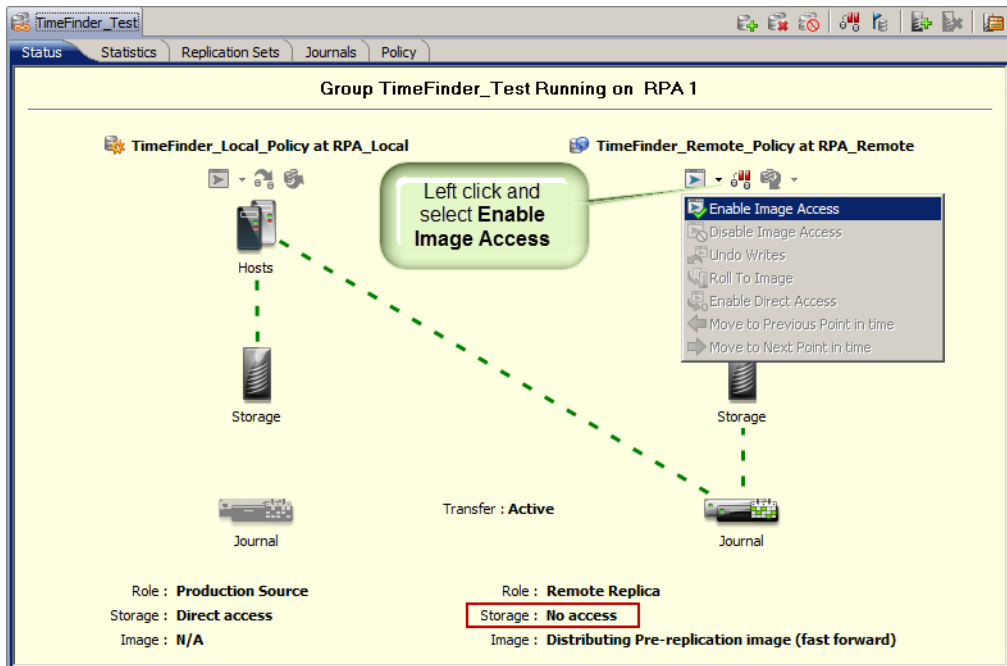 TimeFinder_Test
Status Statistics Replication Sets Journals Policy
Group TimeFinder_Test Running on RPA 1
TimeFinder_Local_Policy at RPA_Local
TimeFinder_Remote_Policy at RPA_Remote
Left click and
select Enable
Image Access
Enable Image Access
Disable Image Access
Undo Writes
Roll To Image
Enable Direct Access
Move to Previous Point in time
Move to Next Point in time
Hosts
Storage
Storage
Transfer : Active
Journal
Journal
Role : Production Source
Storage : Direct access
Image : N/A
Role : Remote Replica
Storage : No access
Image : Distributing Pre-replication image (fast forward)